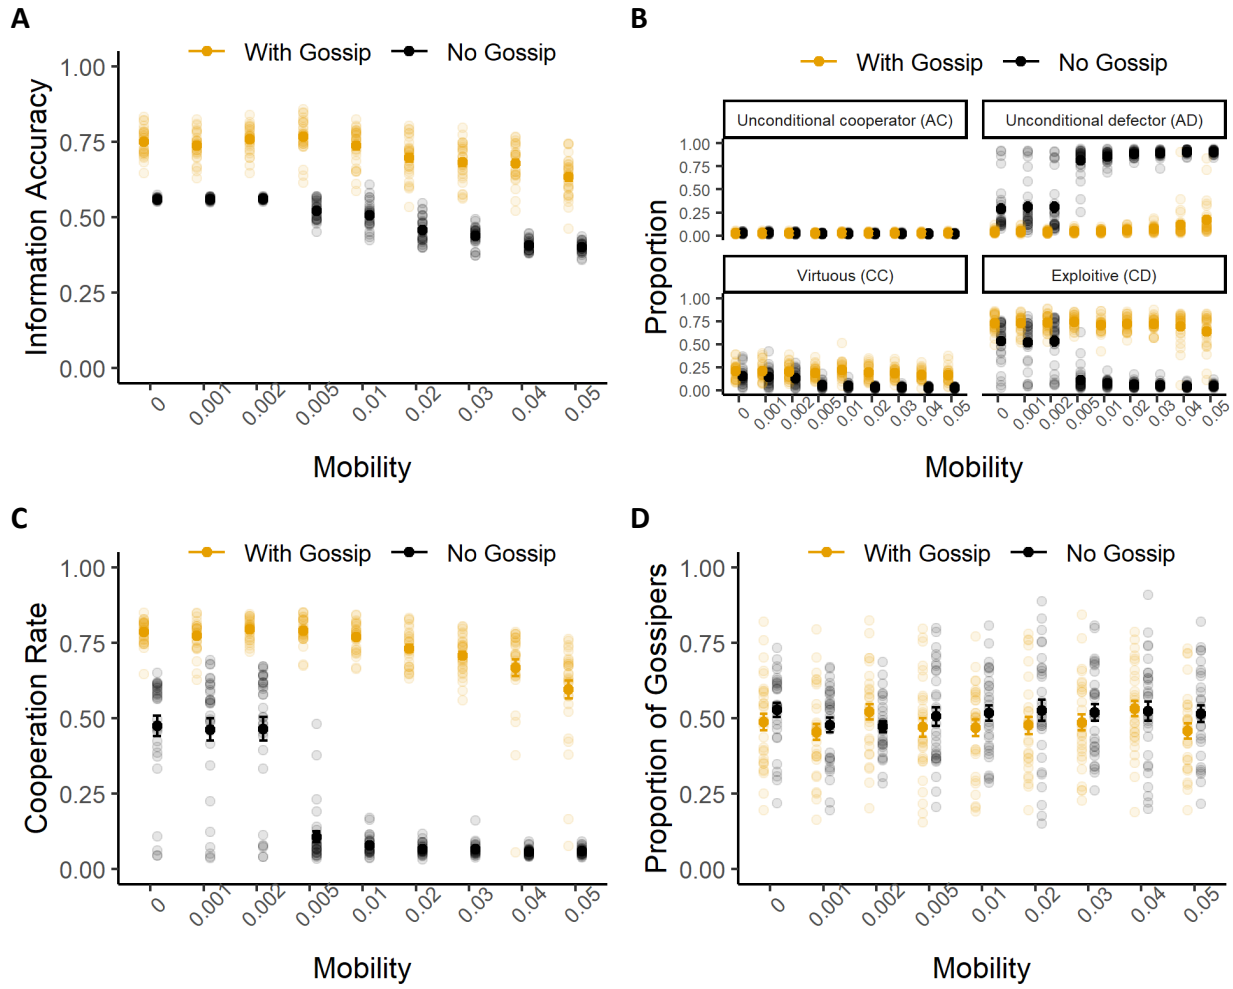 A
With Gossip No Gossip
Information Accuracy
1.00
0.75
0.50
0.25
0.00
0 0.001 0.002 0.005 0.01 0.02 0.03 0.04 0.05
Mobility
B
With Gossip No Gossip
Proportion
Unconditional cooperator (AC) Unconditional defector (AD)
1.00
0.75
0.50
0.25
0.00
Virtuous (CC) Exploitive (CD)
1.00
0.75
0.50
0.25
0.00
0 0.001 0.002 0.005 0.01 0.02 0.03 0.04 0.05 0 0.001 0.002 0.005 0.01 0.02 0.03 0.04 0.05
Mobility
C
With Gossip No Gossip
Cooperation Rate
1.00
0.75
0.50
0.25
0.00
0 0.001 0.002 0.005 0.01 0.02 0.03 0.04 0.05
Mobility
D
With Gossip No Gossip
Proportion of Gossipers
1.00
0.75
0.50
0.25
0.00
0 0.001 0.002 0.005 0.01 0.02 0.03 0.04 0.05
Mobility